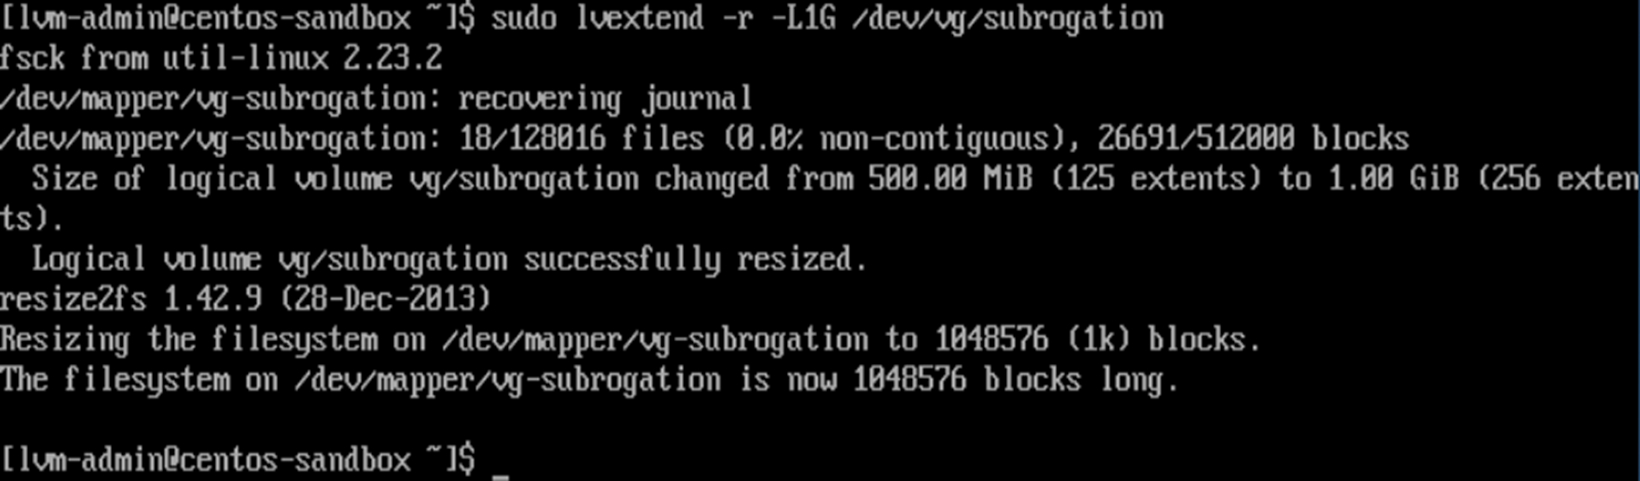 [lvm-admin@centos-sandbox ~]$ sudo lvextend -r -L1G /dev/vg/subrogation
fsck from util-linux 2.23.2
/dev/mapper/vg-subrogation: recovering journal
/dev/mapper/vg-subrogation: 18/128016 files (0.0% non-contiguous), 26691/512000 blocks
  Size of logical volume vg/subrogation changed from 500.00 MiB (125 extents) to 1.00 GiB (256 exten
ts).
  Logical volume vg/subrogation successfully resized.
resize2fs 1.42.9 (28-Dec-2013)
Resizing the filesystem on /dev/mapper/vg-subrogation to 1048576 (1k) blocks.
The filesystem on /dev/mapper/vg-subrogation is now 1048576 blocks long.

[lvm-admin@centos-sandbox ~]$ _